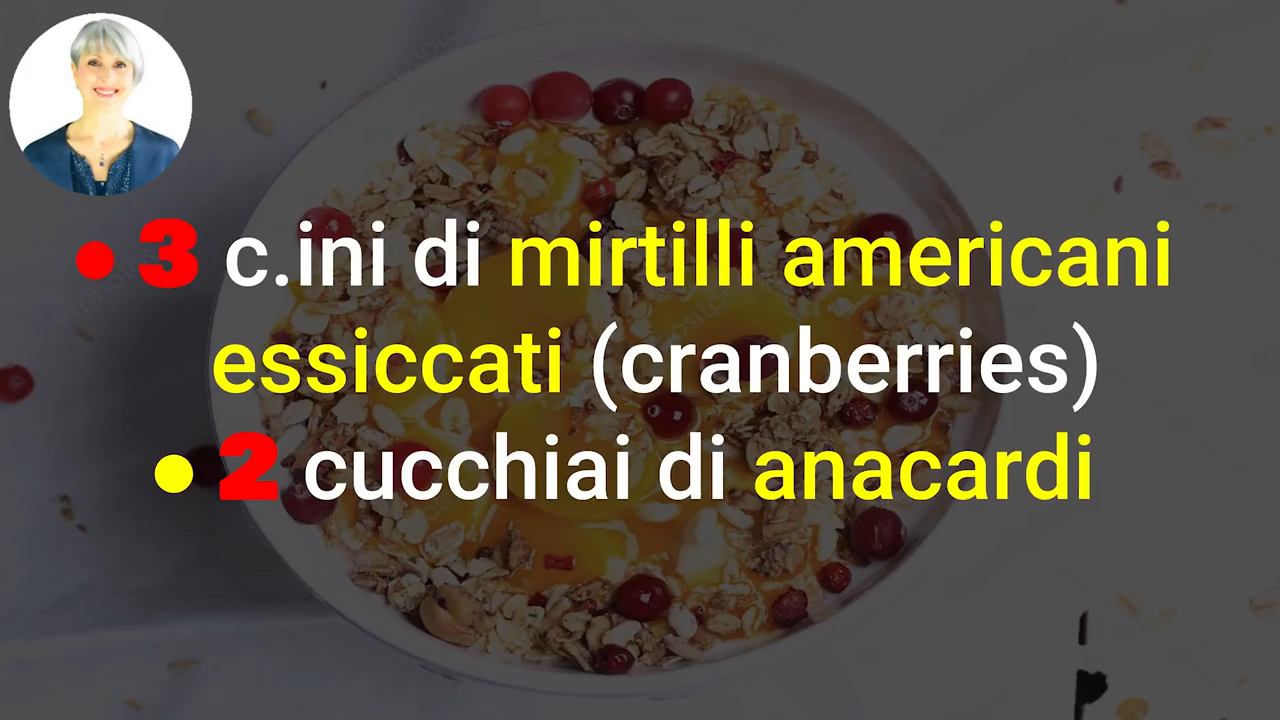 ● 3 c.ini di mirtilli americani
essiccati (cranberries)
● 2 cucchiai di anacardi